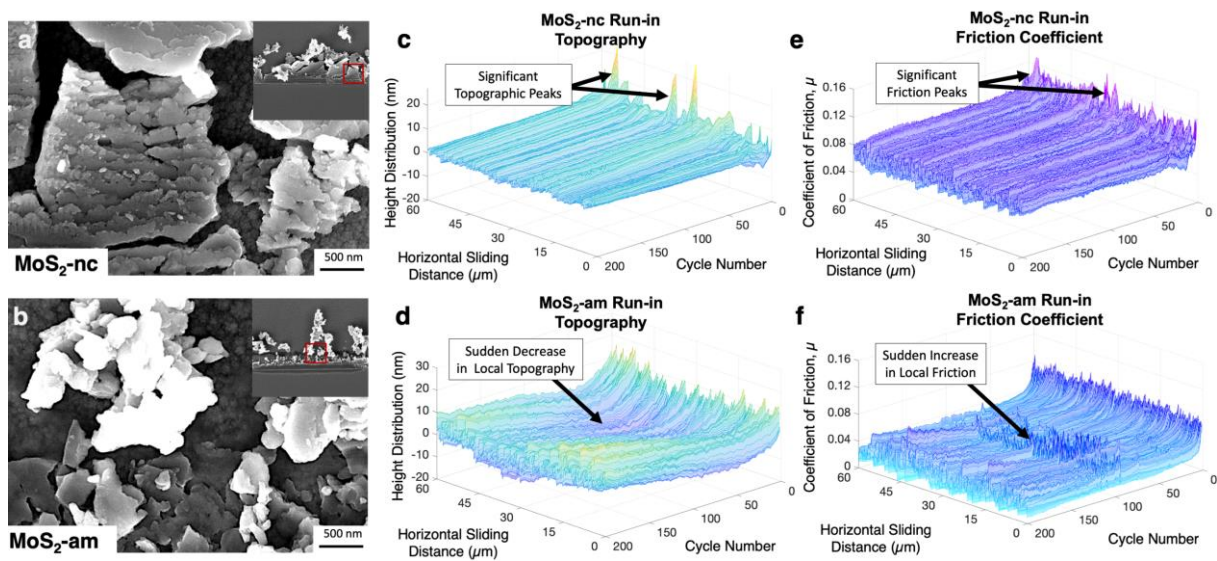 a
MoS₂-nc
500 nm
b
MoS₂-am
500 nm
c
MoS₂-nc Run-in
Topography
Significant
Topographic Peaks
Height Distribution (nm)
20
10
0
-10
-20
60
45
30
15
0
Horizontal Sliding
Distance (μm)
200
150
100
50
0
Cycle Number
d
MoS₂-am Run-in
Topography
Sudden Decrease
in Local Topography
Height Distribution (nm)
30
20
10
0
-10
-20
60
45
30
15
0
Horizontal Sliding
Distance (μm)
200
150
100
50
0
Cycle Number
e
MoS₂-nc Run-in
Friction Coefficient
Significant
Friction Peaks
Coefficient of Friction, μ
0.16
0.12
0.08
0.04
0
60
45
30
15
0
Horizontal Sliding
Distance (μm)
200
150
100
50
0
Cycle Number
f
MoS₂-am Run-in
Friction Coefficient
Sudden Increase
in Local Friction
Coefficient of Friction, μ
0.16
0.12
0.08
0.04
0
60
45
30
15
0
Horizontal Sliding
Distance (μm)
200
150
100
50
0
Cycle Number